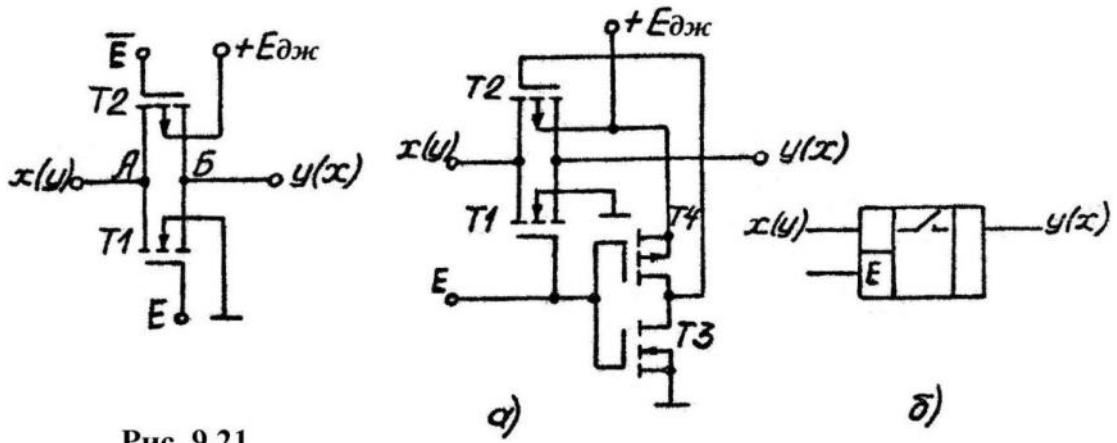 Ē
+Eдж
T2
x(y)
A
Б
y(x)
T1
E
Рис. 9.21
+Eдж
T2
x(y)
y(x)
T1
T4
E
T3
а)
x(y)
y(x)
E
б)